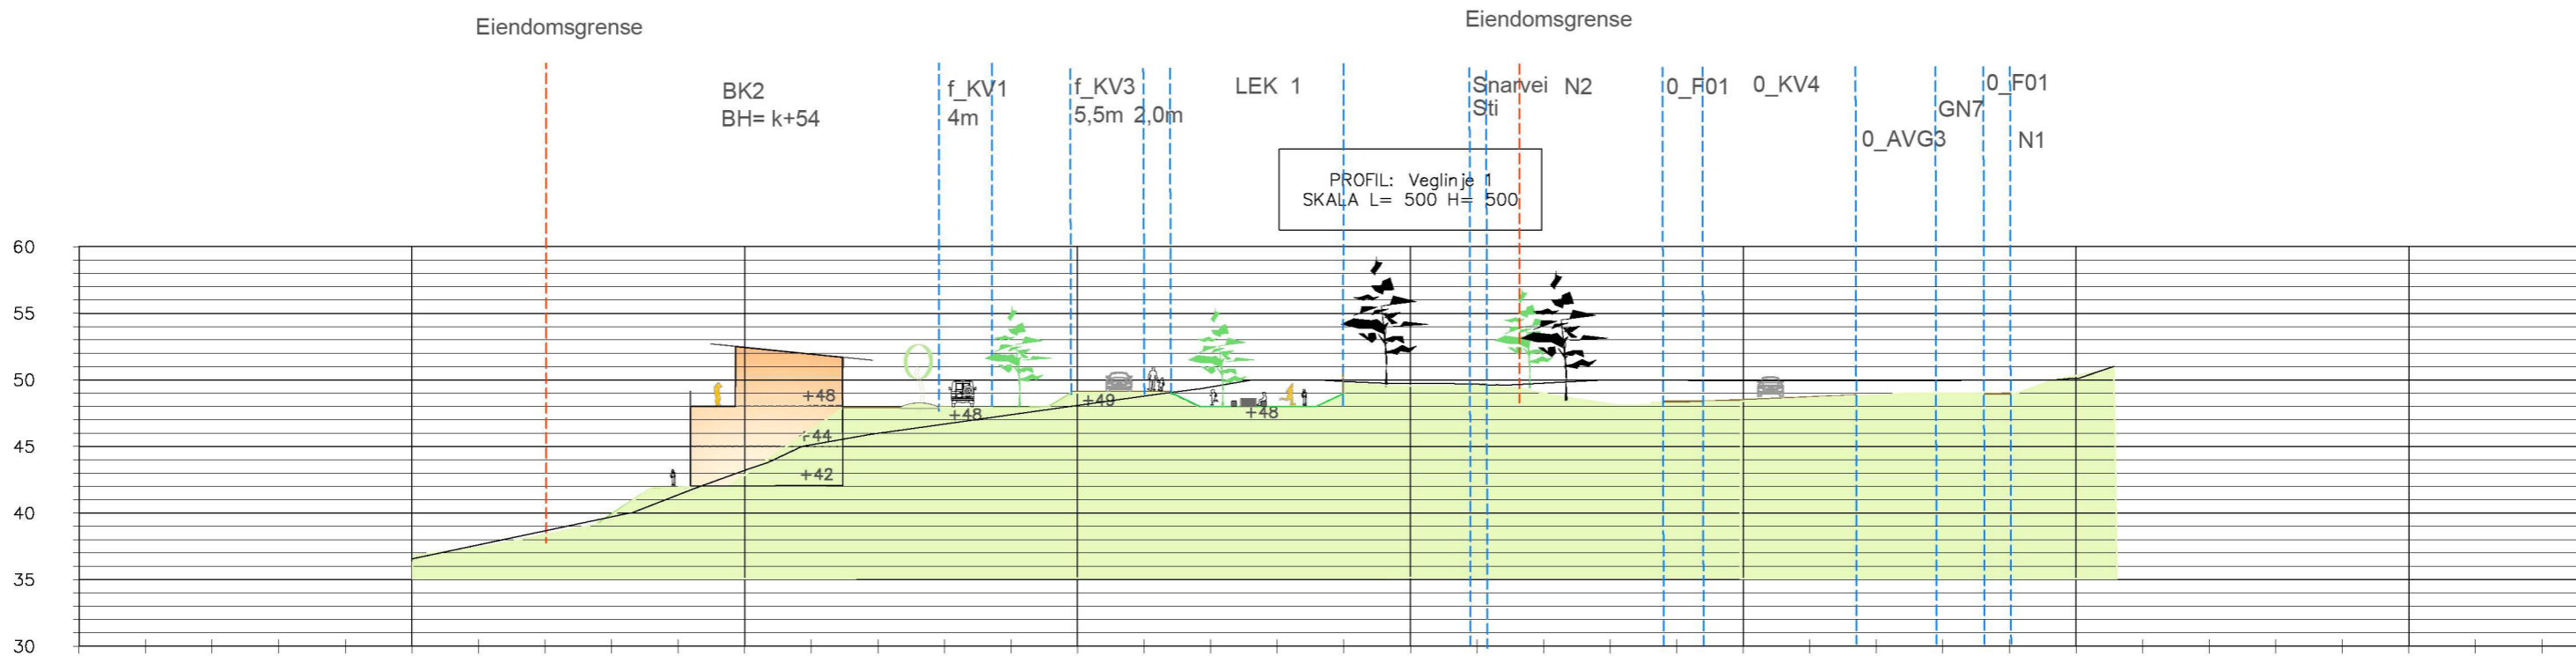 Eiendomsgrense
Eiendomsgrense
BK2
BH= k+54
f_KV1
4m
f_KV3
5,5m 2,0m
LEK 1
Snarvei
Sti
N2
0_F01
0_KV4
0_AVG3
GN7
0_F01
N1
PROFIL: Veglinje 1
SKALA L= 500 H= 500
60
55
50
45
40
35
30
+48
+44
+42
+48
+49
+48